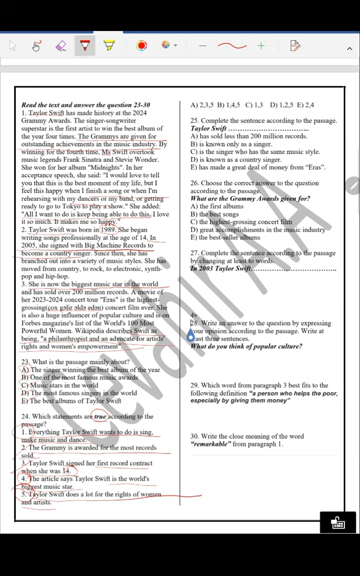 Read the text and answer the question 23-30
1. Taylor Swift has made history at the 2024
Grammy Awards. The singer-songwriter
superstar is the first artist to win the best album of
the year four times. The Grammys are given for
outstanding achievements in the music industry. By
winning for the fourth time, Ms Swift overtook
music legends Frank Sinatra and Stevie Wonder.
She won for her album "Midnights". In her
acceptance speech, she said: "I would love to tell
you that this is the best moment of my life, but I
feel this happy when I finish a song or when I'm
rehearsing with my dancers or my band, or getting
ready to go to Tokyo to play a show." She added:
"All I want to do is keep being able to do this, I love
it so much. It makes me so happy."
2. Taylor Swift was born in 1989. She began
writing songs professionally at the age of 14. In
2005, she signed with Big Machine Records to
become a country singer. Since then, she has
branched out into a variety of music styles. She has
moved from country, to rock, to electronic, synth-
pop and hip-hop.
3. She is now the biggest music star in the world and
has sold over 200 million records. A movie of
her 2023-2024 concert tour "Eras" is the highest-
grossing(çox gəlir əldə edən) concert film ever. She
is also a huge influencer of popular culture and is on
Forbes magazine's list of the World's 100 Most
Powerful Women. Wikipedia describes Swift as
being, "a philanthropist and an advocate for artists'
rights and women's empowerment"
23. What is the passage mainly about?
A) The singer winning the best album of the year
B) One of the most famous music awards
C) Music stars in the world
D) The most famous singers in the world
E) The best albums of Taylor Swift
24. Which statements are true according to the
passage?
1. Everything Taylor Swift wants to do is sing,
make music and dance.
2. The Grammy is awarded for the most records
sold.
3. Taylor Swift signed her first record contract
when she was 14.
4. The article says Taylor Swift is the world's
biggest music star.
5. Taylor Swift does a lot for the rights of women
and artists.
A) 2,3,5 B) 1,4,5 C) 1,3 D) 1,2,5 E) 2,4
25. Complete the sentence according to the passage.
Taylor Swift ……………………………..
A) has sold less than 200 million records.
B) is known only as a singer.
C) is the singer who has the same music style.
D) is known as a country singer.
E) has made a great deal of money from "Eras".
26. Choose the correct answer to the question
according to the passage.
What are the Grammy Awards given for?
A) the first albums
B) the best songs
C) the highest-grossing concert film
D) great accomplishments in the music industry
E) the best-seller albums
27. Complete the sentence according to the passage
by changing at least to words.
In 2005 Taylor Swift…………………………….
28. Write an answer to the question by expressing
your opinion according to the passage. Write at
least three sentences.
What do you think of popular culture?
29. Which word from paragraph 3 best fits to the
following definition "a person who helps the poor,
especially by giving them money"
30. Write the close meaning of the word
"remarkable" from paragraph 1.